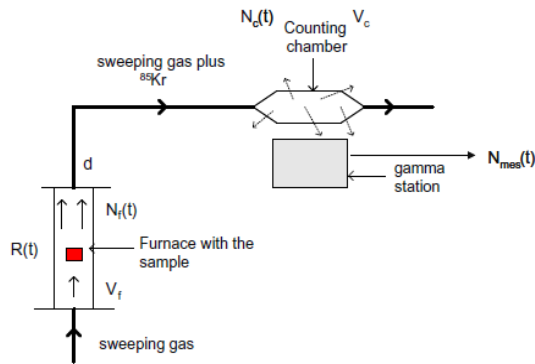 N_c(t) V_c
Counting
chamber
sweeping gas plus
⁸⁵Kr
d
N_mes(t)
gamma
station
N_f(t)
R(t)
Furnace with the
sample
V_f
sweeping gas